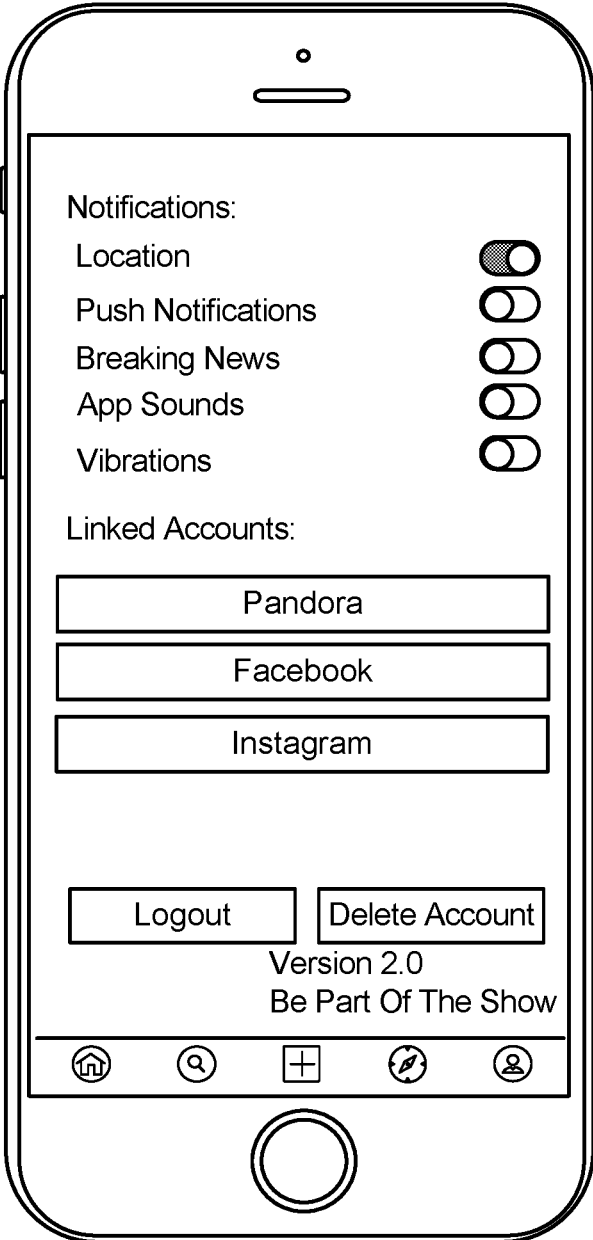 Notifications:
Location
Push Notifications
Breaking News
App Sounds
Vibrations
Linked Accounts:
Pandora
Facebook
Instagram
Logout
Delete Account
Version 2.0
Be Part Of The Show